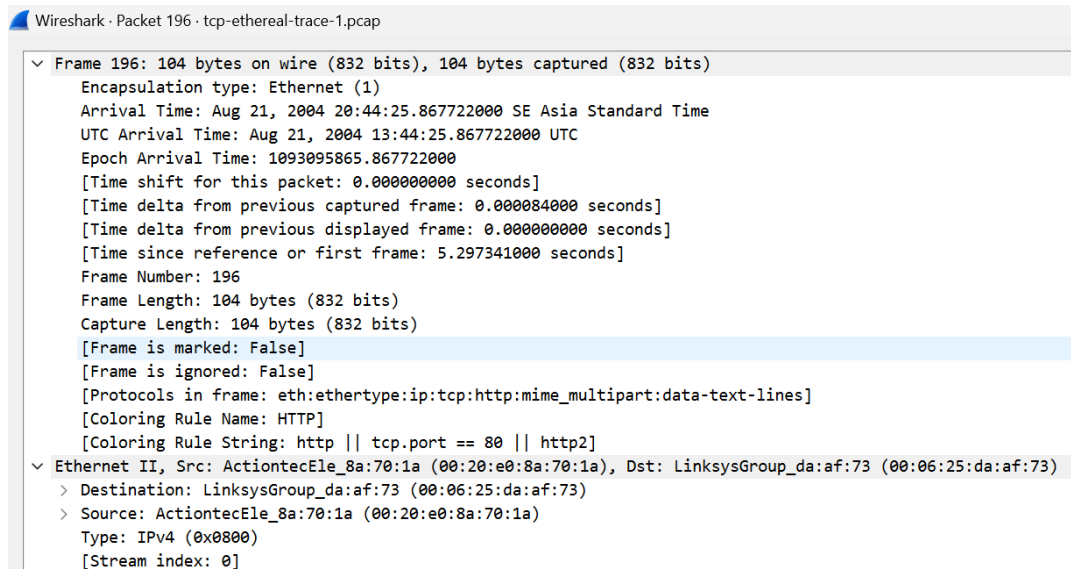 Wireshark · Packet 196 · tcp-ethereal-trace-1.pcap
Frame 196: 104 bytes on wire (832 bits), 104 bytes captured (832 bits)
Encapsulation type: Ethernet (1)
Arrival Time: Aug 21, 2004 20:44:25.867722000 SE Asia Standard Time
UTC Arrival Time: Aug 21, 2004 13:44:25.867722000 UTC
Epoch Arrival Time: 1093095865.867722000
[Time shift for this packet: 0.000000000 seconds]
[Time delta from previous captured frame: 0.000084000 seconds]
[Time delta from previous displayed frame: 0.000000000 seconds]
[Time since reference or first frame: 5.297341000 seconds]
Frame Number: 196
Frame Length: 104 bytes (832 bits)
Capture Length: 104 bytes (832 bits)
[Frame is marked: False]
[Frame is ignored: False]
[Protocols in frame: eth:ethertype:ip:tcp:http:mime_multipart:data-text-lines]
[Coloring Rule Name: HTTP]
[Coloring Rule String: http || tcp.port == 80 || http2]
Ethernet II, Src: ActiontecEle_8a:70:1a (00:20:e0:8a:70:1a), Dst: LinksysGroup_da:af:73 (00:06:25:da:af:73)
Destination: LinksysGroup_da:af:73 (00:06:25:da:af:73)
Source: ActiontecEle_8a:70:1a (00:20:e0:8a:70:1a)
Type: IPv4 (0x0800)
[Stream index: 0]